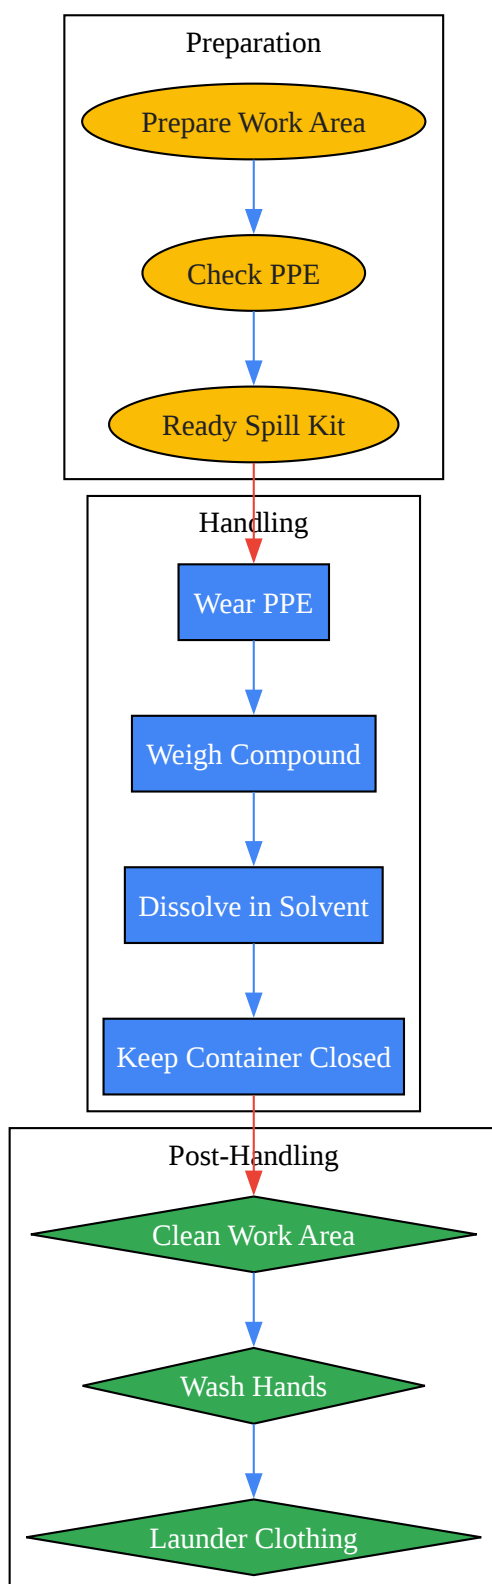 Preparation
Prepare Work Area
Check PPE
Ready Spill Kit
Handling
Wear PPE
Weigh Compound
Dissolve in Solvent
Keep Container Closed
Post-Handling
Clean Work Area
Wash Hands
Launder Clothing